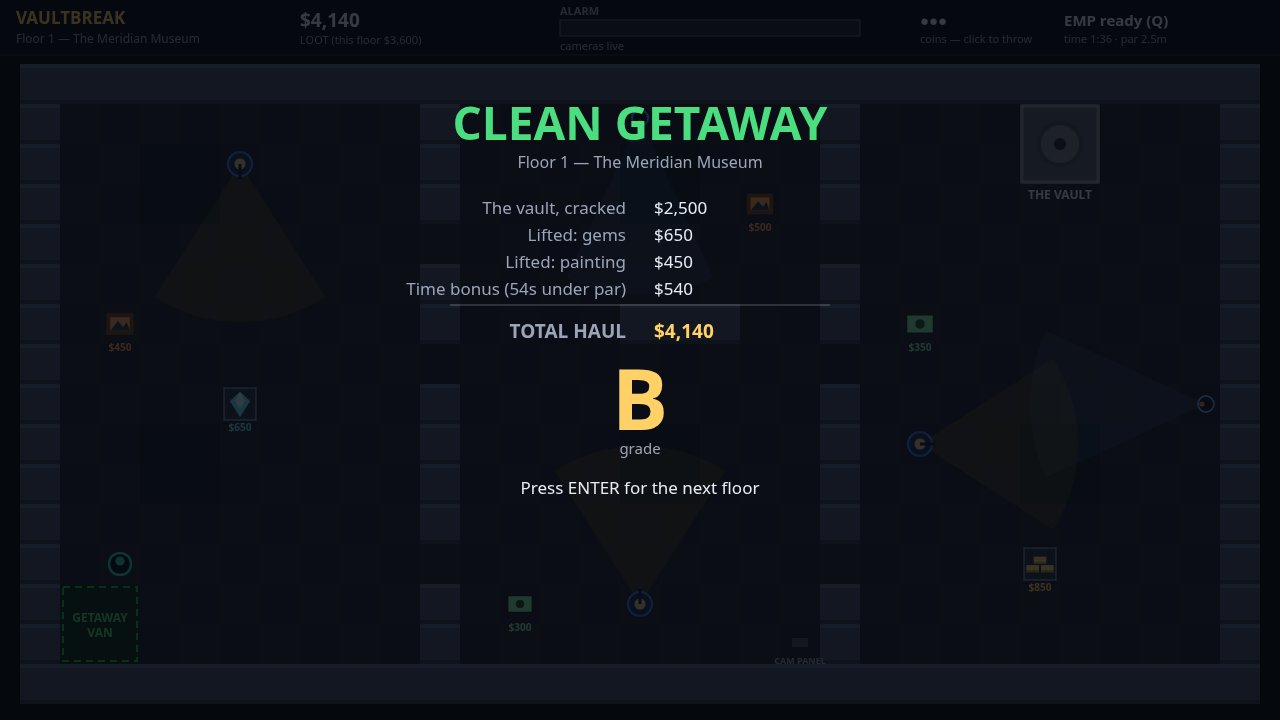 VAULTBREAK
Floor 1 — The Meridian Museum
$4,140
LOOT (this floor $3,600)
ALARM
cameras live
coins — click to throw
EMP ready (Q)
time 1:36 · par 2.5m
CLEAN GETAWAY
Floor 1 — The Meridian Museum
The vault, cracked $2,500
Lifted: gems $650
Lifted: painting $450
Time bonus (54s under par) $540
TOTAL HAUL $4,140
B
grade
Press ENTER for the next floor
THE VAULT
$500
$450
$350
$650
$850
GETAWAY
VAN
$300
CAM PANEL